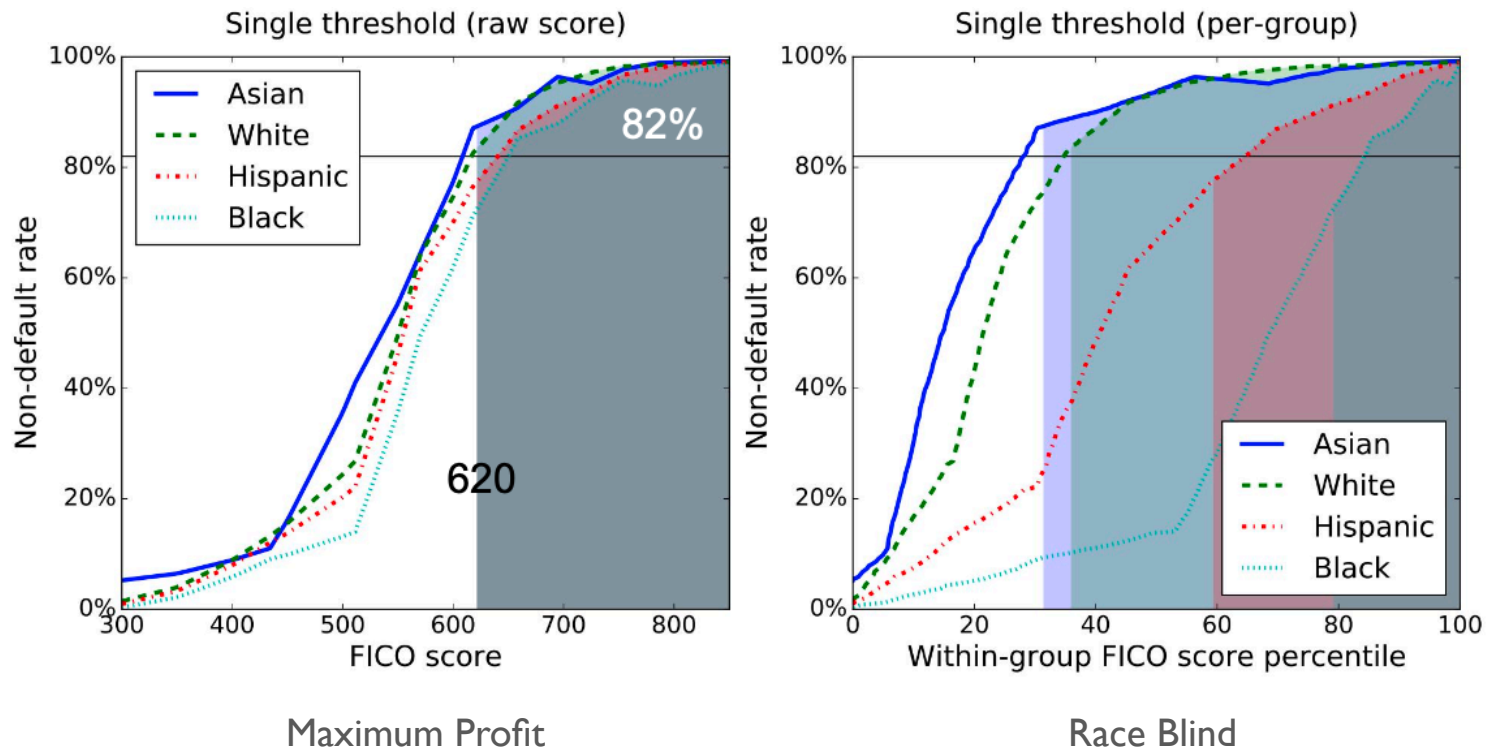 Single threshold (raw score)
100%
80%
60%
40%
20%
0%
Non-default rate
Asian
White
Hispanic
Black
82%
620
300 400 500 600 700 800
FICO score
Maximum Profit
Single threshold (per-group)
100%
80%
60%
40%
20%
0%
Non-default rate
Asian
White
Hispanic
Black
0 20 40 60 80 100
Within-group FICO score percentile
Race Blind